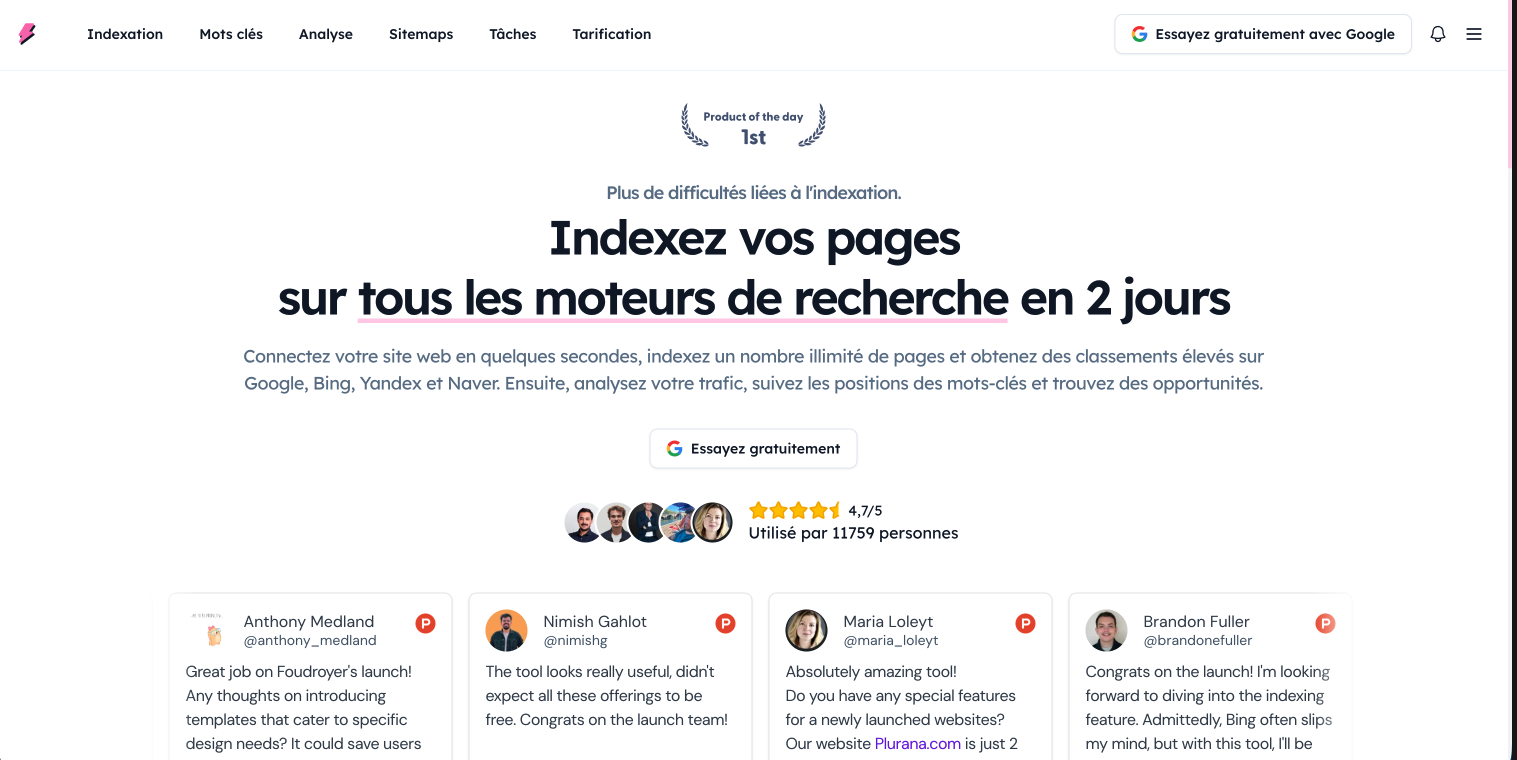 Indexation Mots clés Analyse Sitemaps Tâches Tarification Essayez gratuitement avec Google
Product of the day
1st
Plus de difficultés liées à l'indexation.
Indexez vos pages
sur tous les moteurs de recherche en 2 jours
Connectez votre site web en quelques secondes, indexez un nombre illimité de pages et obtenez des classements élevés sur
Google, Bing, Yandex et Naver. Ensuite, analysez votre trafic, suivez les positions des mots-clés et trouvez des opportunités.
Essayez gratuitement
4,7/5
Utilisé par 11759 personnes
Anthony Medland
@anthony_medland
Great job on Foudroyer's launch!
Any thoughts on introducing
templates that cater to specific
design needs? It could save users
Nimish Gahlot
@nimishg
The tool looks really useful, didn't
expect all these offerings to be
free. Congrats on the launch team!
Maria Loleyt
@maria_loleyt
Absolutely amazing tool!
Do you have any special features
for a newly launched websites?
Our website Plurana.com is just 2
Brandon Fuller
@brandonefuller
Congrats on the launch! I'm looking
forward to diving into the indexing
feature. Admittedly, Bing often slips
my mind, but with this tool, I'll be